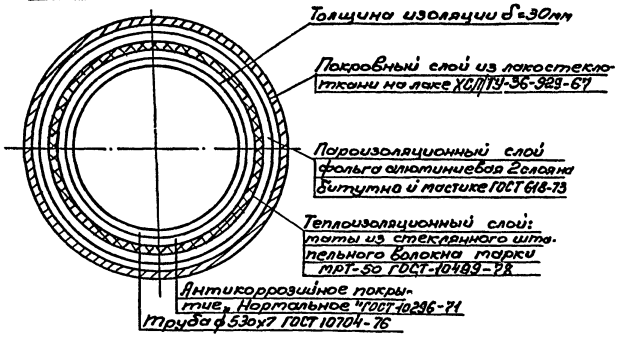 Толщина изоляции δ=30мм
Покровный слой из лакостекло-
ткани на лаке ХСЛ/ТУ-36-929-67
Пароизоляционный слой
фольга алюминиевая 2 слоя на
битумной мастике ГОСТ 618-73
Теплоизоляционный слой:
маты из стеклянного шта-
пельного волокна марки
МРТ-50 ГОСТ-10499-78
Антикоррозийное покры-
тие „Нормальное" ГОСТ 10296-71
Труба ф 530х7 ГОСТ 10704-76